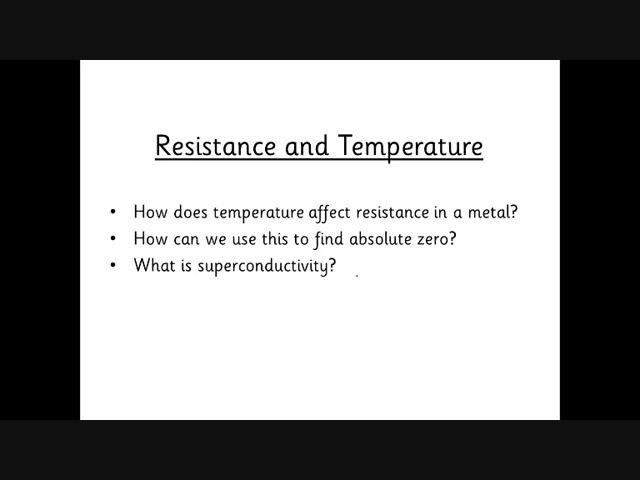 Resistance and Temperature
• How does temperature affect resistance in a metal?
• How can we use this to find absolute zero?
• What is superconductivity?